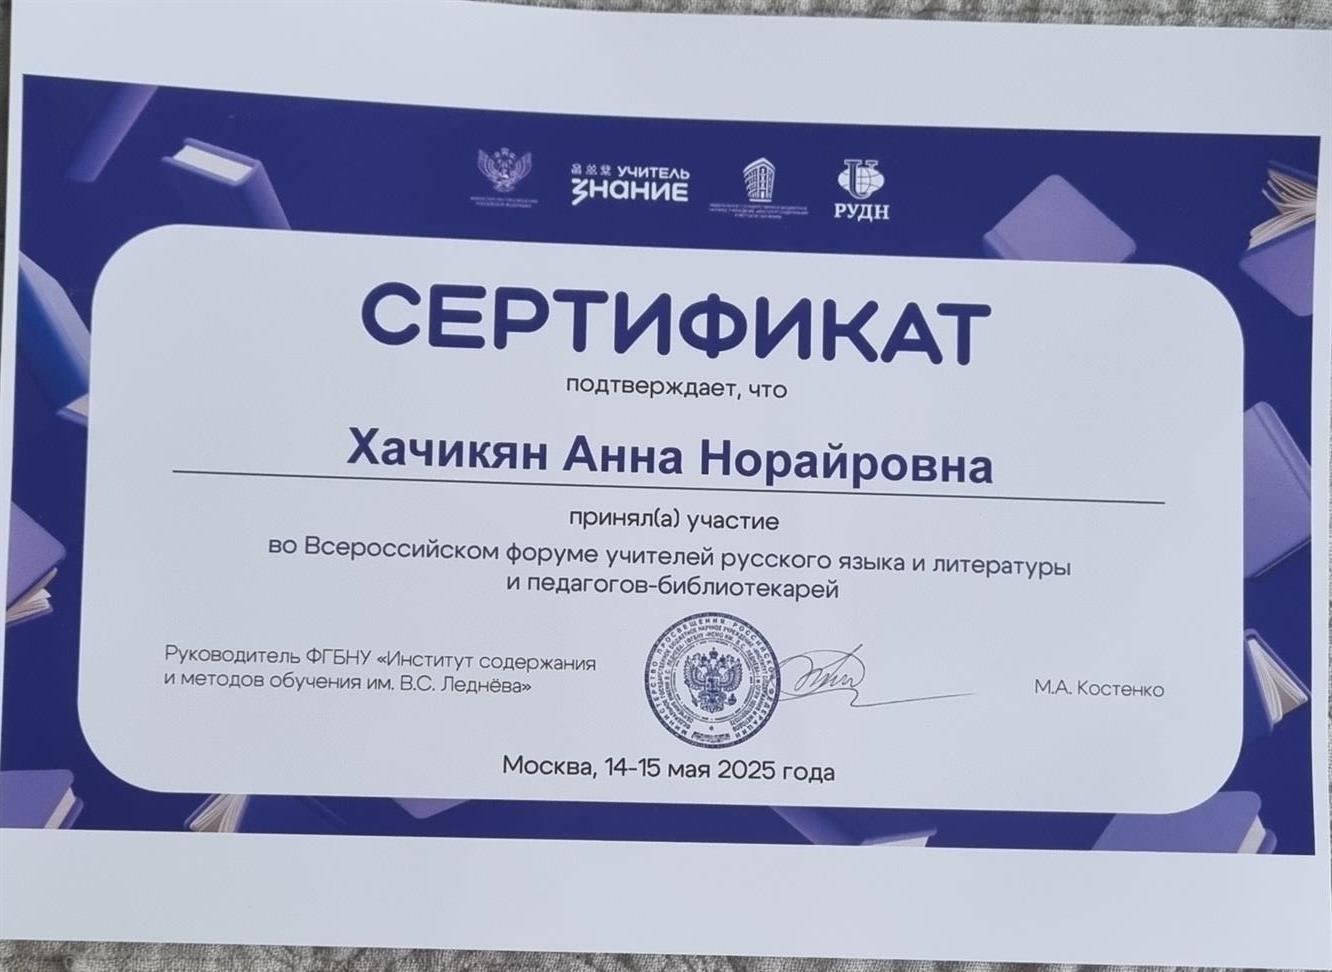 УЧИТЕЛЬ
ЗНАНИЕ
РУДН
СЕРТИФИКАТ
подтверждает, что
Хачикян Анна Норайровна
принял(а) участие
во Всероссийском форуме учителей русского языка и литературы
и педагогов-библиотекарей
Руководитель ФГБНУ «Институт содержания
и методов обучения им. В.С. Леднёва»
М.А. Костенко
Москва, 14-15 мая 2025 года